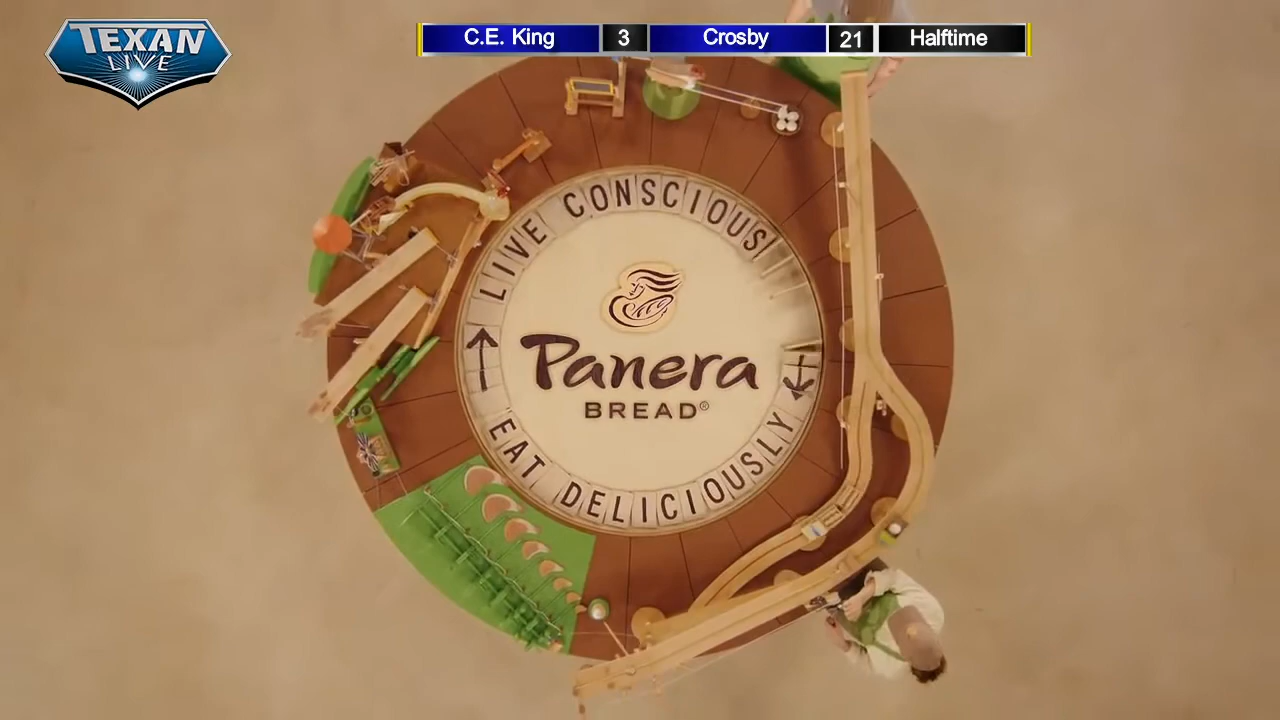 TEXAN
LIVE
C.E. King 3 Crosby 21 Halftime
LIVE CONSCIOUS
Panera
BREAD®
EAT DELICIOUSLY